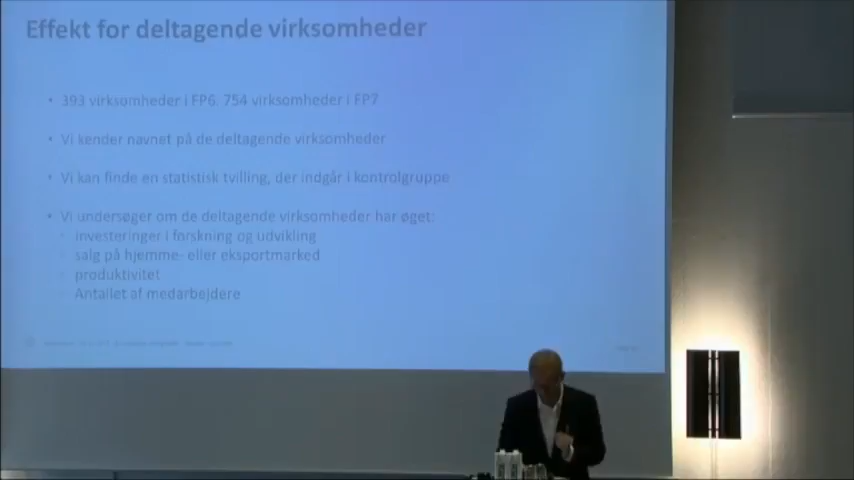 Effekt for deltagende virksomheder
• 393 virksomheder i FP6. 754 virksomheder i FP7
• Vi kender navnet på de deltagende virksomheder
• Vi kan finde en statistisk tvilling, der indgår i kontrolgruppe
• Vi undersøger om de deltagende virksomheder har øget:
investeringer i forskning og udvikling
salg på hjemme- eller eksportmarked
produktivitet
Antallet af medarbejdere